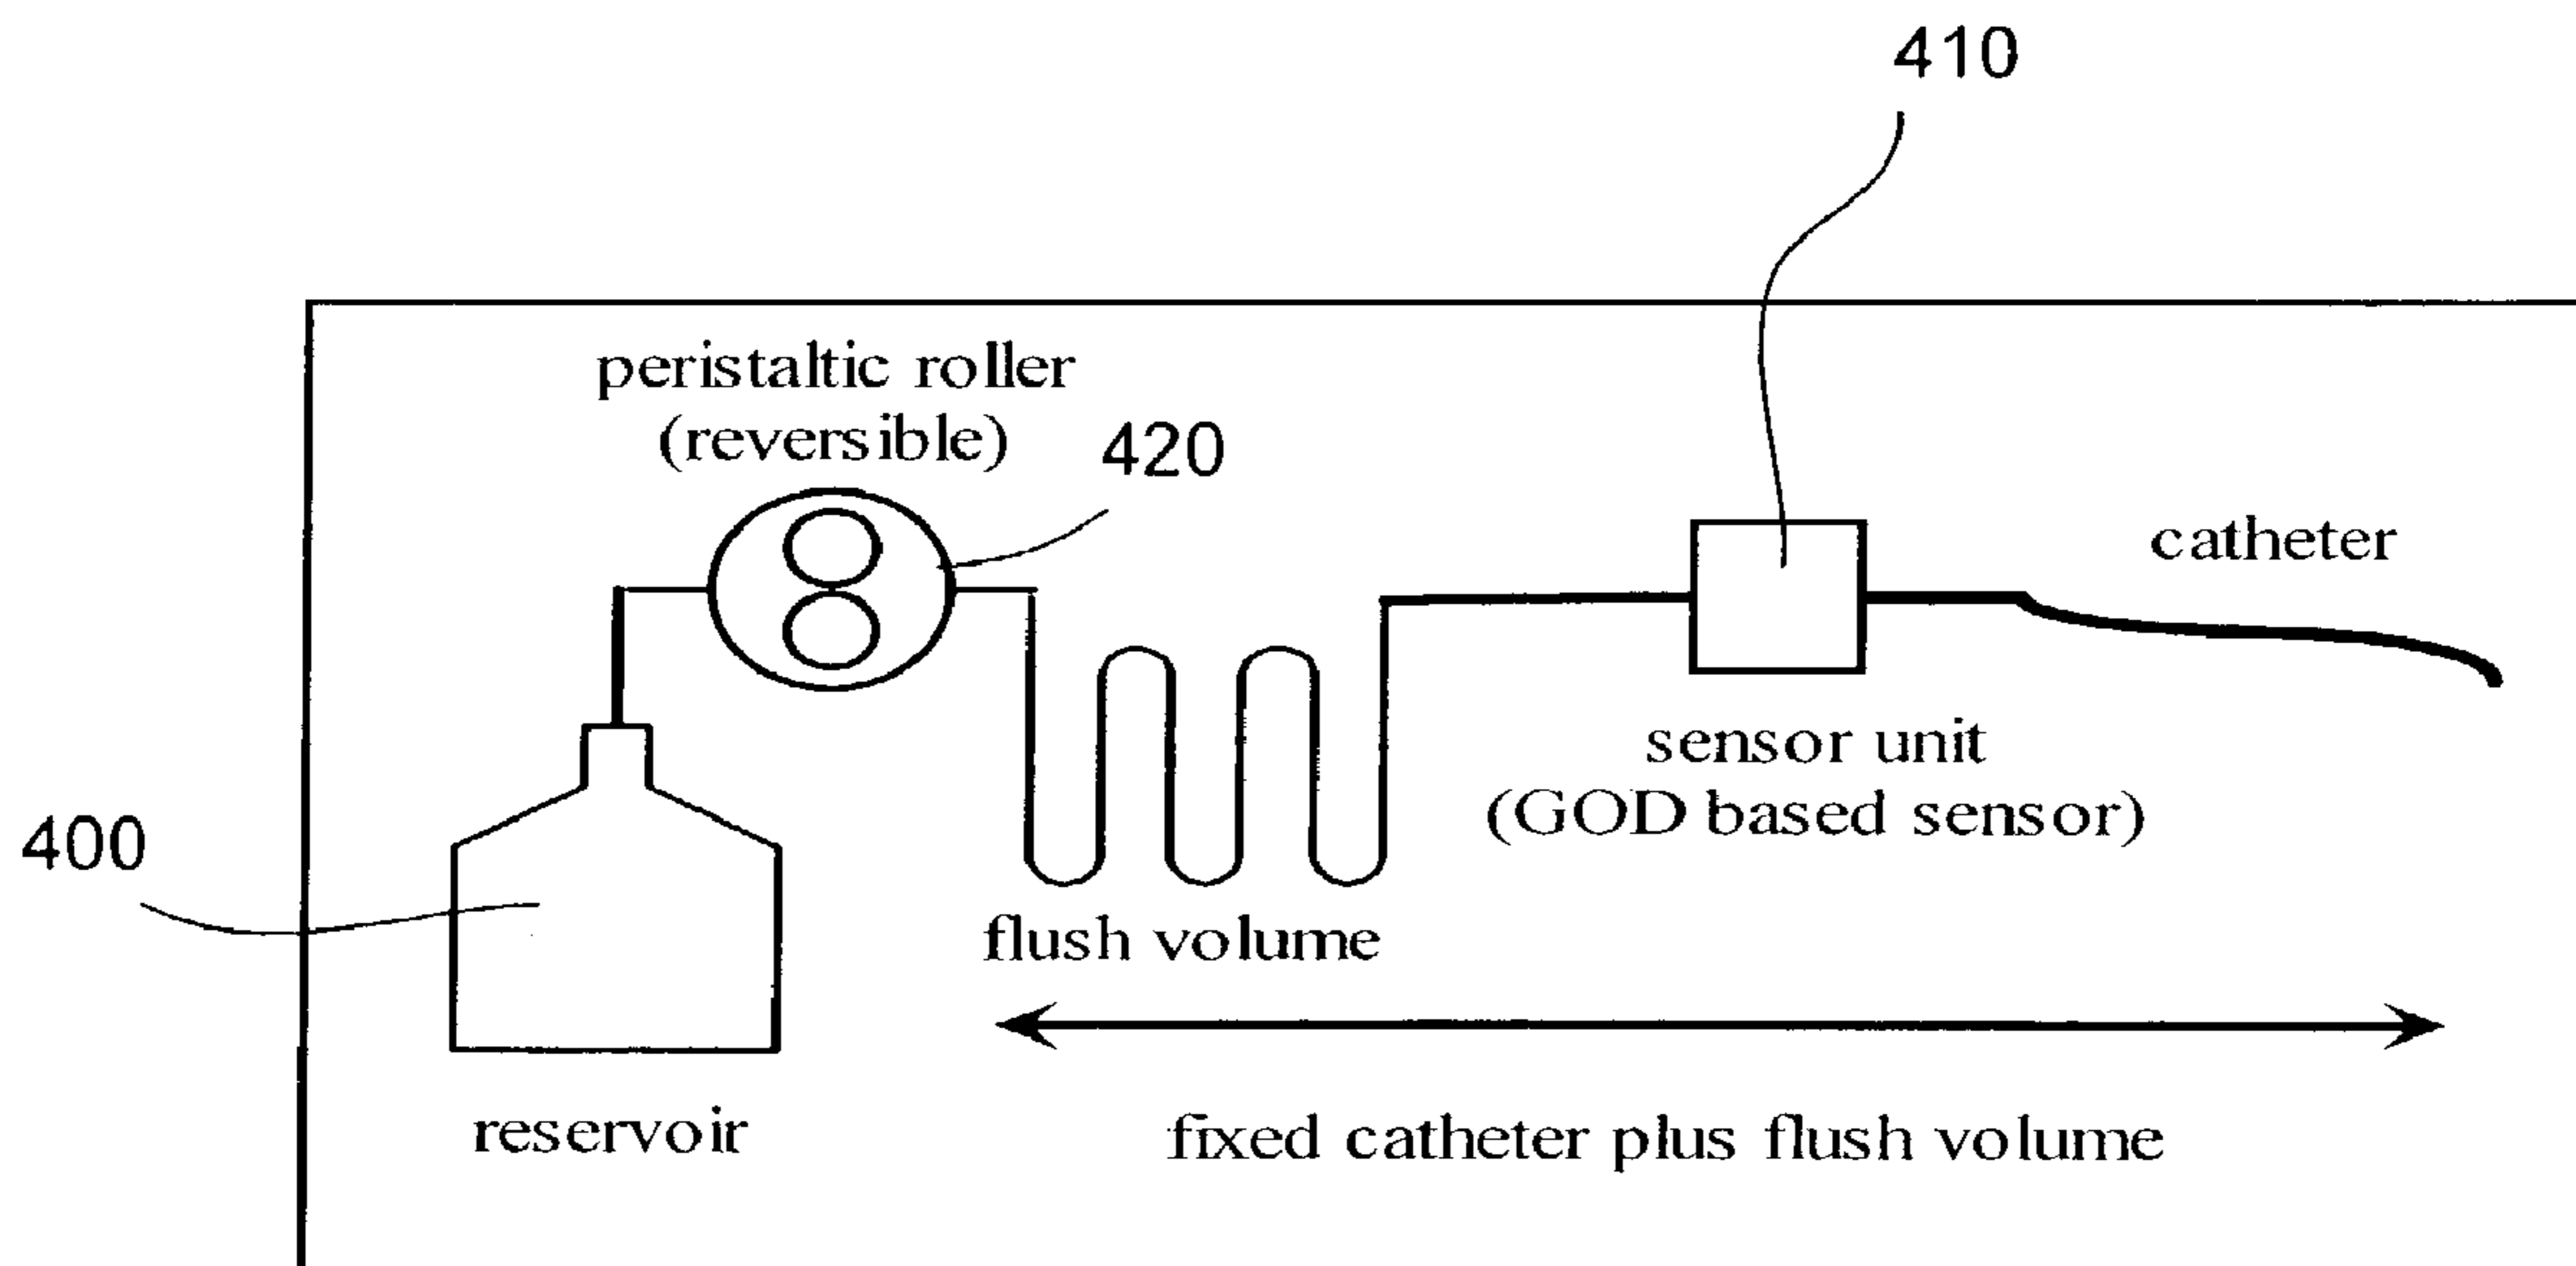 410
peristaltic roller
(reversible)
420
catheter
sensor unit
(GOD based sensor)
400
flush volume
reservoir
fixed catheter plus flush volume